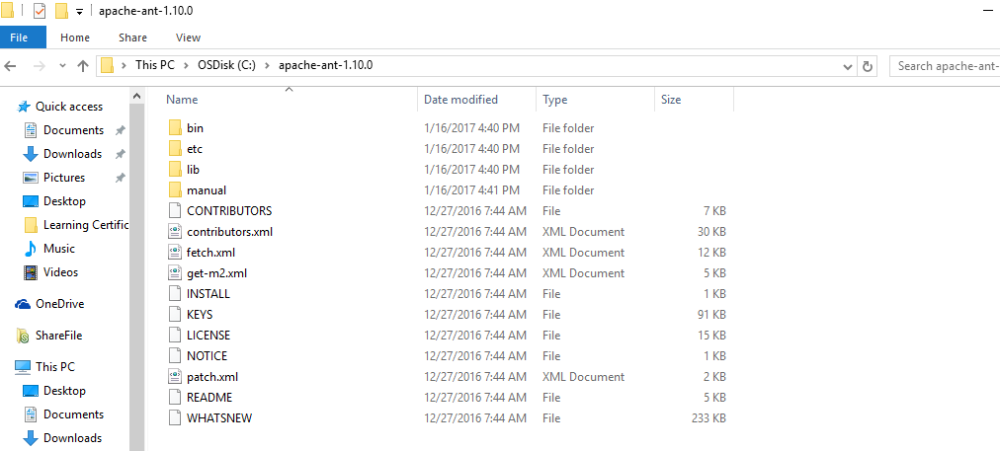 apache-ant-1.10.0
File Home Share View
This PC OSDisk (C:) apache-ant-1.10.0 Search apache-ant-
Name Date modified Type Size
Quick access
Documents
Downloads
Pictures
Desktop
Learning Certific
Music
Videos
OneDrive
ShareFile
This PC
Desktop
Documents
Downloads
bin 1/16/2017 4:40 PM File folder
etc 1/16/2017 4:40 PM File folder
lib 1/16/2017 4:40 PM File folder
manual 1/16/2017 4:41 PM File folder
CONTRIBUTORS 12/27/2016 7:44 AM File 7 KB
contributors.xml 12/27/2016 7:44 AM XML Document 30 KB
fetch.xml 12/27/2016 7:44 AM XML Document 12 KB
get-m2.xml 12/27/2016 7:44 AM XML Document 5 KB
INSTALL 12/27/2016 7:44 AM File 1 KB
KEYS 12/27/2016 7:44 AM File 91 KB
LICENSE 12/27/2016 7:44 AM File 15 KB
NOTICE 12/27/2016 7:44 AM File 1 KB
patch.xml 12/27/2016 7:44 AM XML Document 2 KB
README 12/27/2016 7:44 AM File 5 KB
WHATSNEW 12/27/2016 7:44 AM File 233 KB